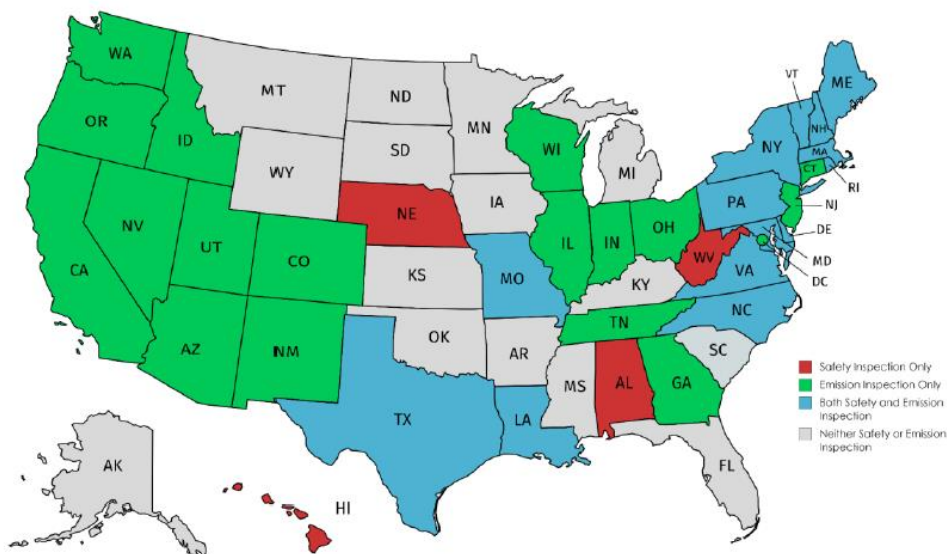 WA
MT
ND
MN
VT
ME
OR
ID
SD
WI
NH
NY
MA
CT
RI
WY
MI
IA
PA
NJ
NE
NV
UT
CO
IL
IN
OH
DE
MD
DC
WV
VA
CA
KS
MO
KY
NC
TN
AZ
NM
OK
AR
SC
MS
AL
GA
TX
LA
FL
AK
HI
Safety Inspection Only
Emission Inspection Only
Both Safety and Emission
Inspection
Neither Safety or Emission
Inspection